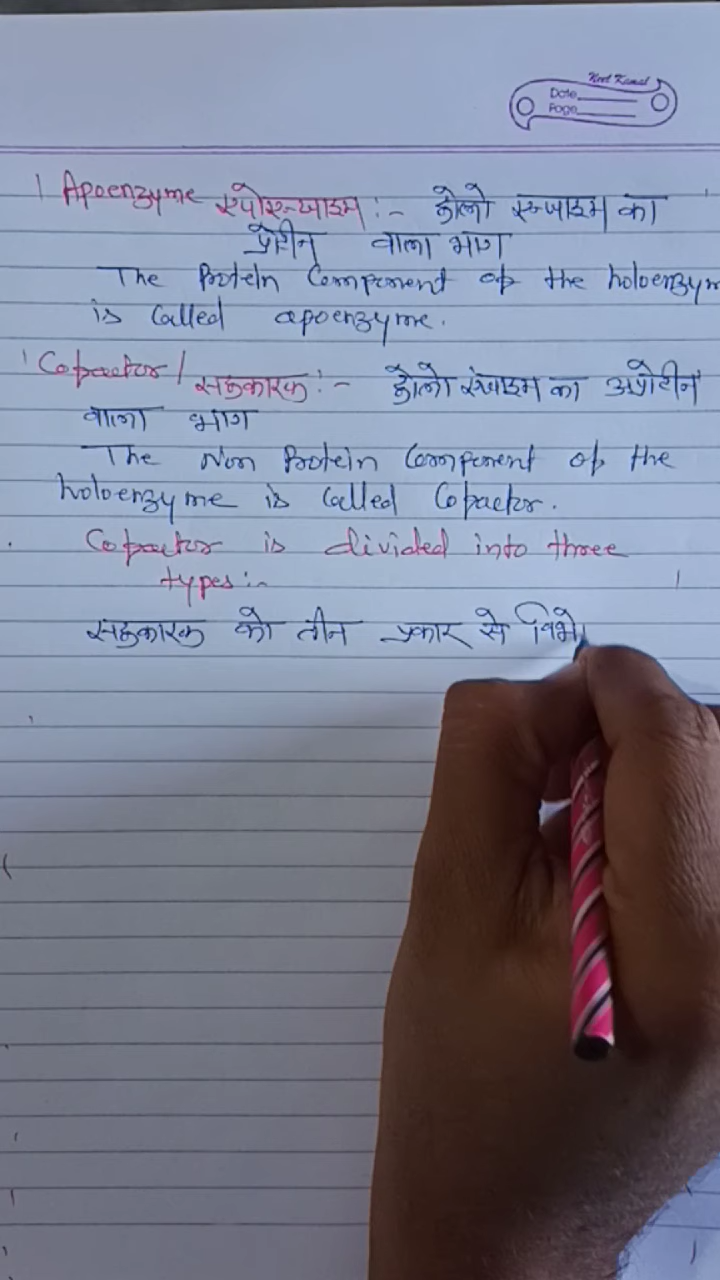 Neel Kamal
Date
Page
Apoenzyme एपोएन्जाइम :- होलो एन्जाइम का
प्रोटीन वाला भाग
The Protein Component of the holoenzym
is Called apoenzyme.
Cofactor / सहकारक :- होलो एंजाइम का अप्रोटीन
वाला भाग
The Non Protein Component of the
holoenzyme is Called Cofactor.
Cofactor is divided into three
types :-
सहकारक को तीन प्रकार से विभे